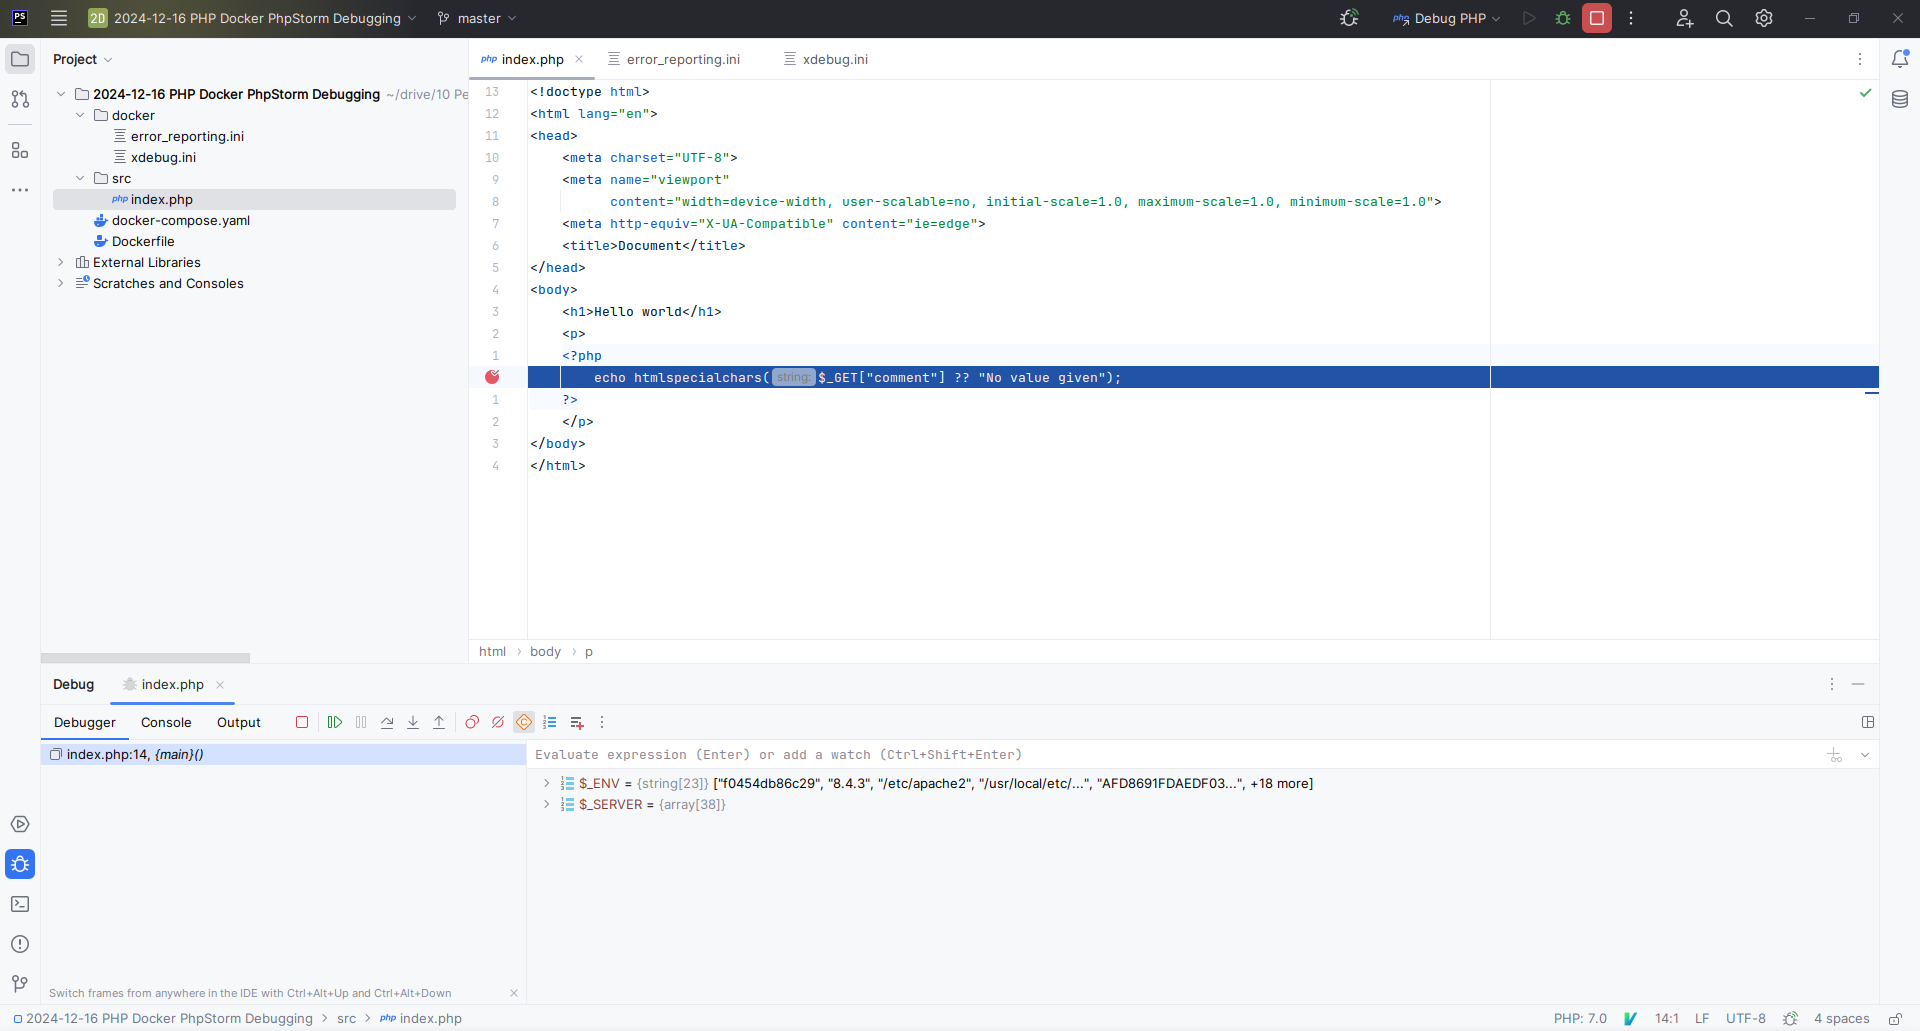 PS
2D 2024-12-16 PHP Docker PhpStorm Debugging master php Debug PHP
Project
2024-12-16 PHP Docker PhpStorm Debugging ~/drive/10 Pe
docker
error_reporting.ini
xdebug.ini
src
php index.php
docker-compose.yaml
Dockerfile
External Libraries
Scratches and Consoles
php index.php error_reporting.ini xdebug.ini
13 <!doctype html>
12 <html lang="en">
11 <head>
10 <meta charset="UTF-8">
9 <meta name="viewport"
8 content="width=device-width, user-scalable=no, initial-scale=1.0, maximum-scale=1.0, minimum-scale=1.0">
7 <meta http-equiv="X-UA-Compatible" content="ie=edge">
6 <title>Document</title>
5 </head>
4 <body>
3 <h1>Hello world</h1>
2 <p>
1 <?php
echo htmlspecialchars( string: $_GET["comment"] ?? "No value given");
1 ?>
2 </p>
3 </body>
4 </html>
html › body › p
Debug index.php
Debugger Console Output
index.php:14, {main}()
Evaluate expression (Enter) or add a watch (Ctrl+Shift+Enter)
$_ENV = {string[23]} ["f0454db86c29", "8.4.3", "/etc/apache2", "/usr/local/etc/...", "AFD8691FDAEDF03...", +18 more]
$_SERVER = {array[38]}
Switch frames from anywhere in the IDE with Ctrl+Alt+Up and Ctrl+Alt+Down
2024-12-16 PHP Docker PhpStorm Debugging › src › php index.php
PHP: 7.0 14:1 LF UTF-8 4 spaces